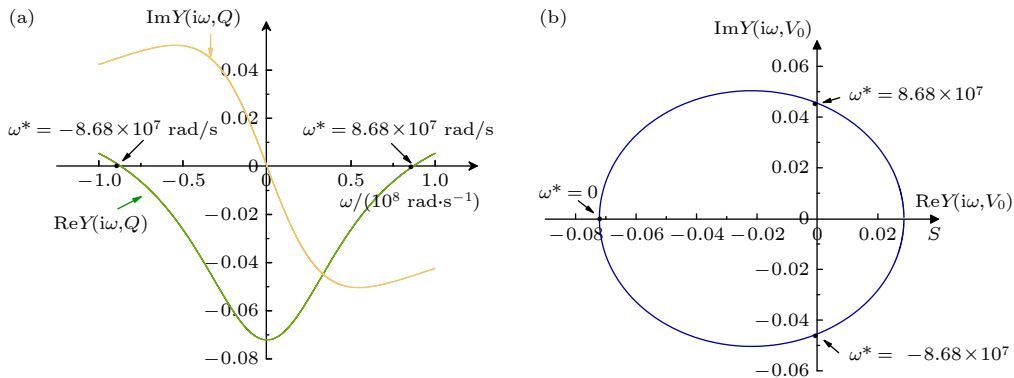 (a)
ImY(iω,Q)
0.04
0.02
ω* = −8.68×10⁷ rad/s
ω* = 8.68×10⁷ rad/s
0
−1.0
−0.5
0
0.5
1.0
ω/(10⁸ rad·s⁻¹)
ReY(iω,Q)
−0.02
−0.04
−0.06
−0.08
(b)
ImY(iω,V₀)
0.06
0.04
ω* = 8.68×10⁷
0.02
ω* = 0
0
ReY(iω,V₀)
−0.08
−0.06
−0.04
−0.02
0
0.02
S
−0.02
−0.04
ω* = −8.68×10⁷
−0.06